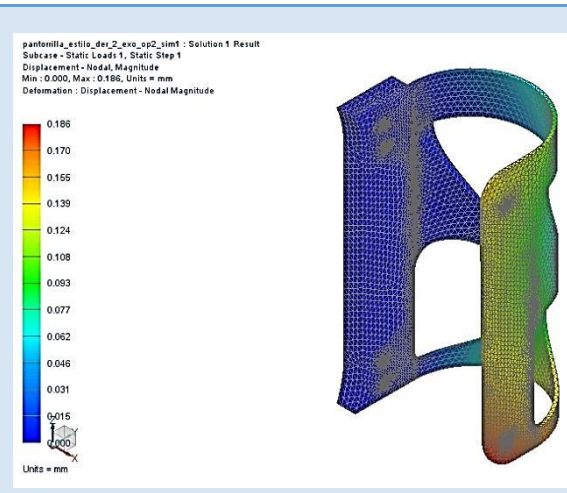 pantorrilla_estilo_der_2_exo_op2_sim1 : Solution 1 Result
Subcase - Static Loads 1, Static Step 1
Displacement - Nodal, Magnitude
Min : 0.000, Max : 0.186, Units = mm
Deformation : Displacement - Nodal Magnitude
0.186
0.170
0.155
0.139
0.124
0.108
0.093
0.077
0.062
0.046
0.031
0.015
0.000
Z
Y
X
Units = mm